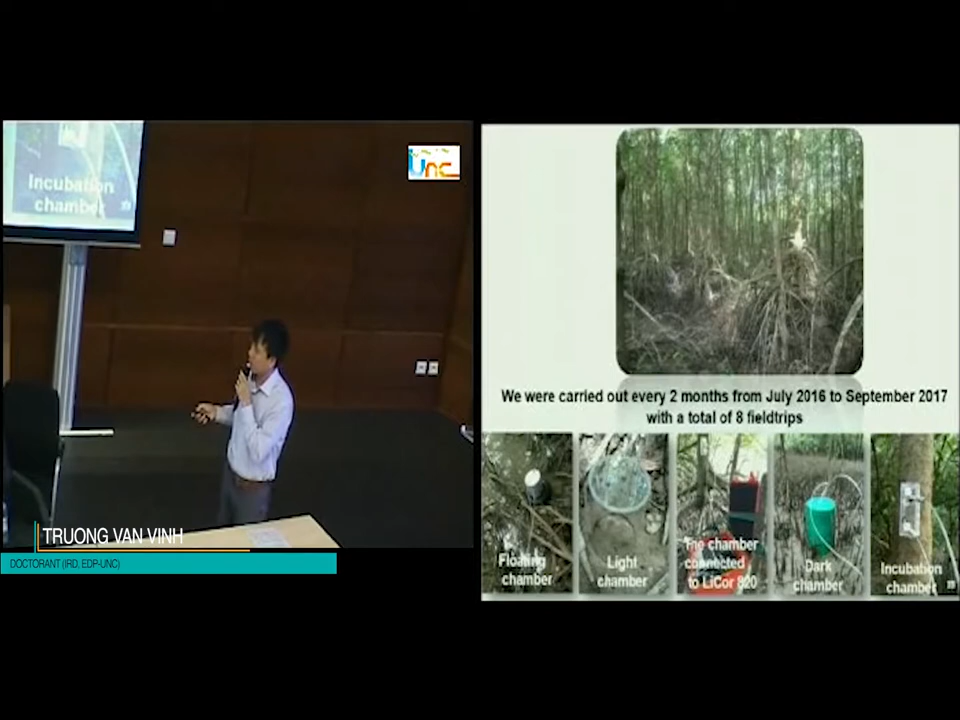 Incubation
chamber
Unc
TRUONG VAN VINH
DOCTORANT (IRD, EDP-UNC)
We were carried out every 2 months from July 2016 to September 2017
with a total of 8 fieldtrips
Floating
chamber
Light
chamber
The chamber
connected
to LiCor 820
Dark
chamber
Incubation
chamber